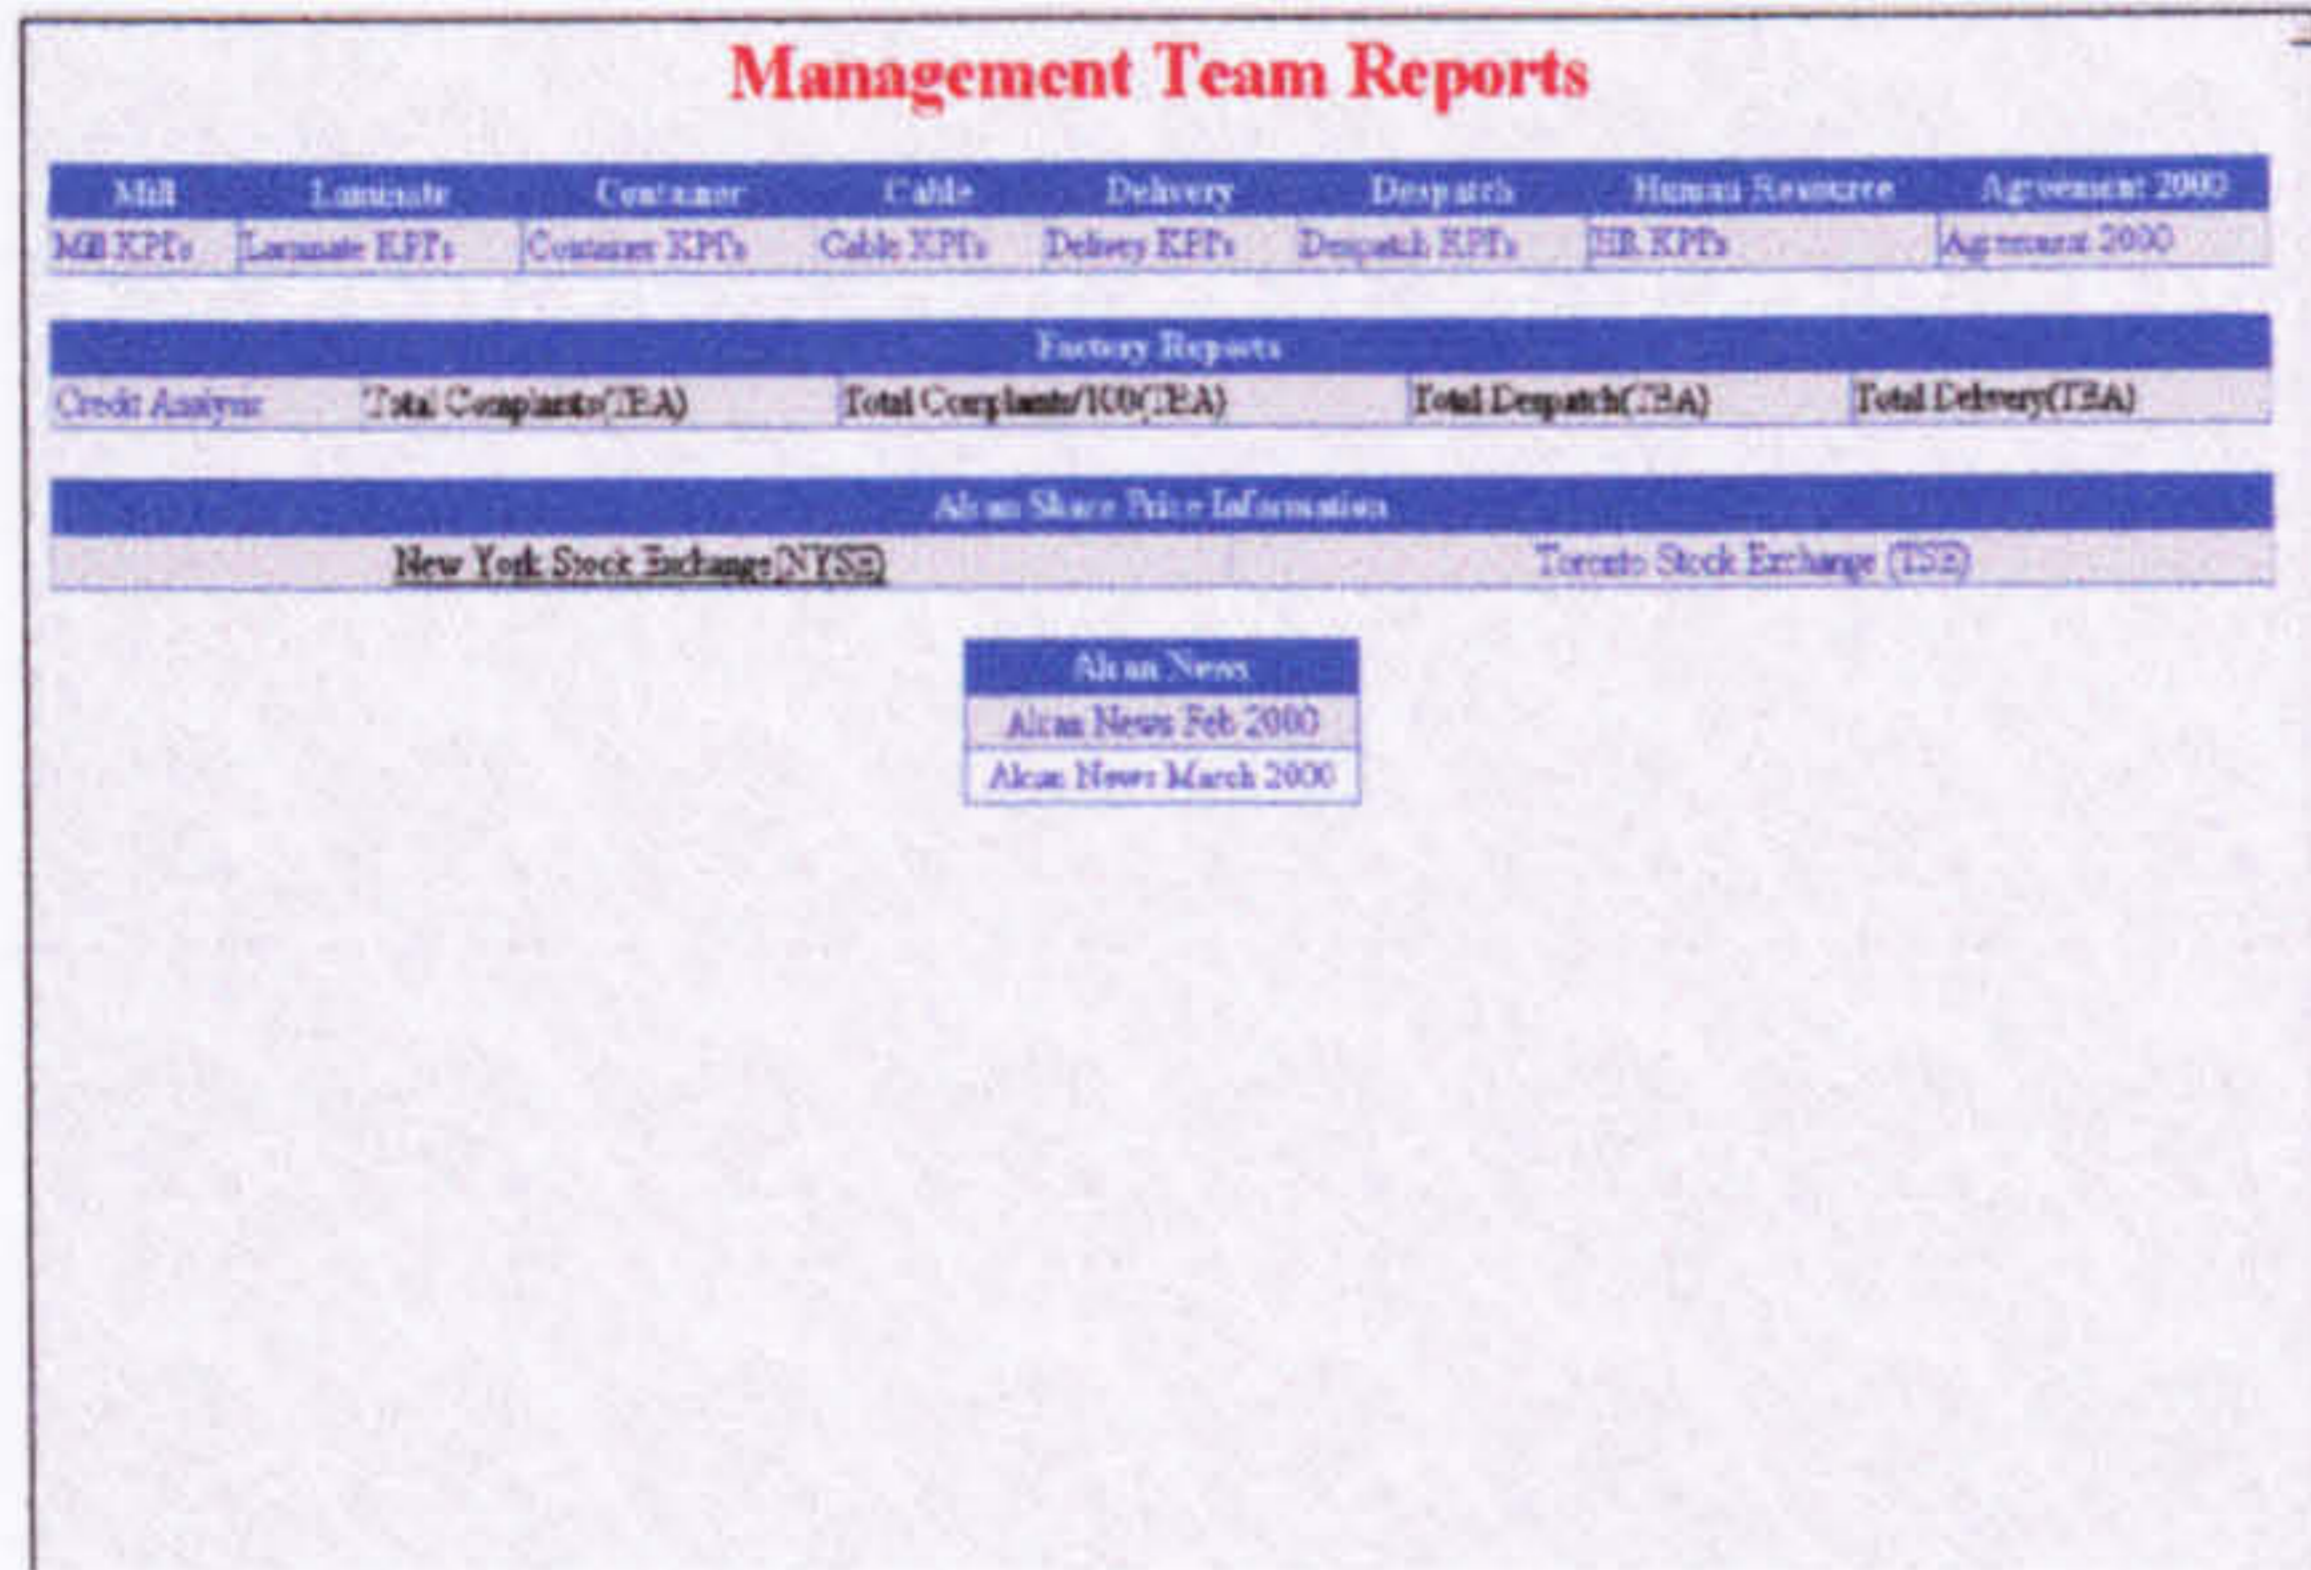 Management Team Reports
Mill Laminate Container Cable Delivery Despatch Human Resource Agreement 2000
Mill KPI's Laminate KPI's Container KPI's Cable KPI's Delivery KPI's Despatch KPI's HR KPI's Agreement 2000
Factory Reports
Credit Analysis Total Complaints(TBA) Total Complaints/100(TBA) Total Despatch(TBA) Total Delivery(TBA)
Alcan Share Price Information
New York Stock Exchange(NYSE) Toronto Stock Exchange (TSE)
Alcan News
Alcan News Feb 2000
Alcan News March 2000